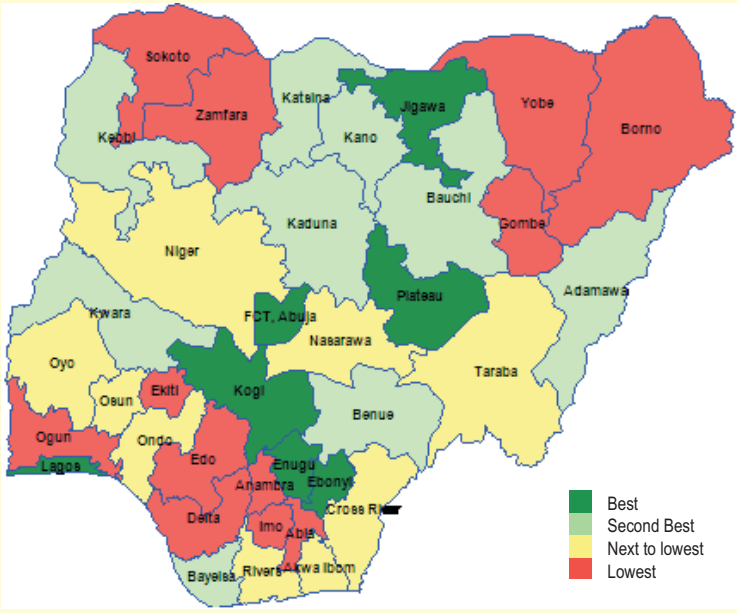 Sokoto
Katsina
Jigawa
Yobe
Borno
Zamfara
Kebbi
Kano
Bauchi
Gombe
Kaduna
Niger
Adamawa
Plateau
FCT, Abuja
Kwara
Nasarawa
Taraba
Oyo
Osun
Ekiti
Kogi
Benue
Ogun
Ondo
Lagos
Edo
Enugu
Ebonyi
Anambra
Cross Ri
Delta
Imo
Abia
Bayelsa
Rivers
Akwa Ibom
Best
Second Best
Next to lowest
Lowest